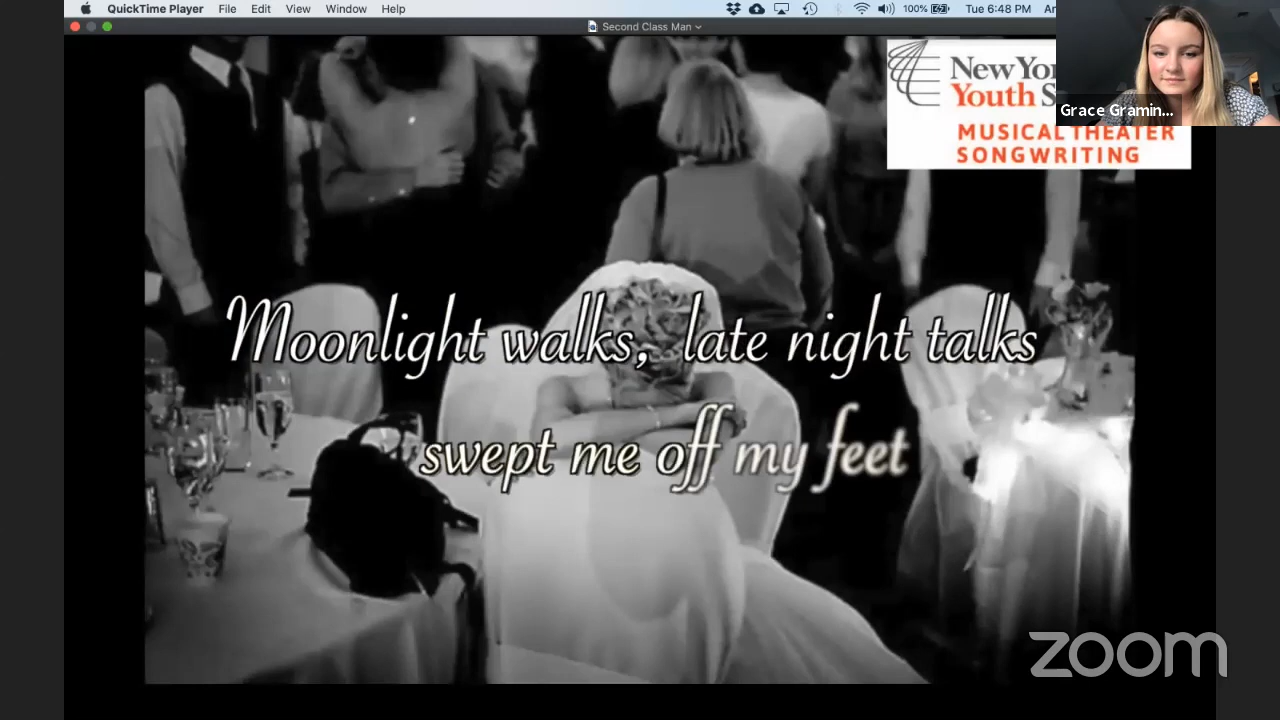 QuickTime Player File Edit View Window Help 100% Tue 6:48 PM
Second Class Man
New Yo
Youth S
MUSICAL THEATER
SONGWRITING
Grace Gramin...
Moonlight walks, late night talks
swept me off my feet
zoom